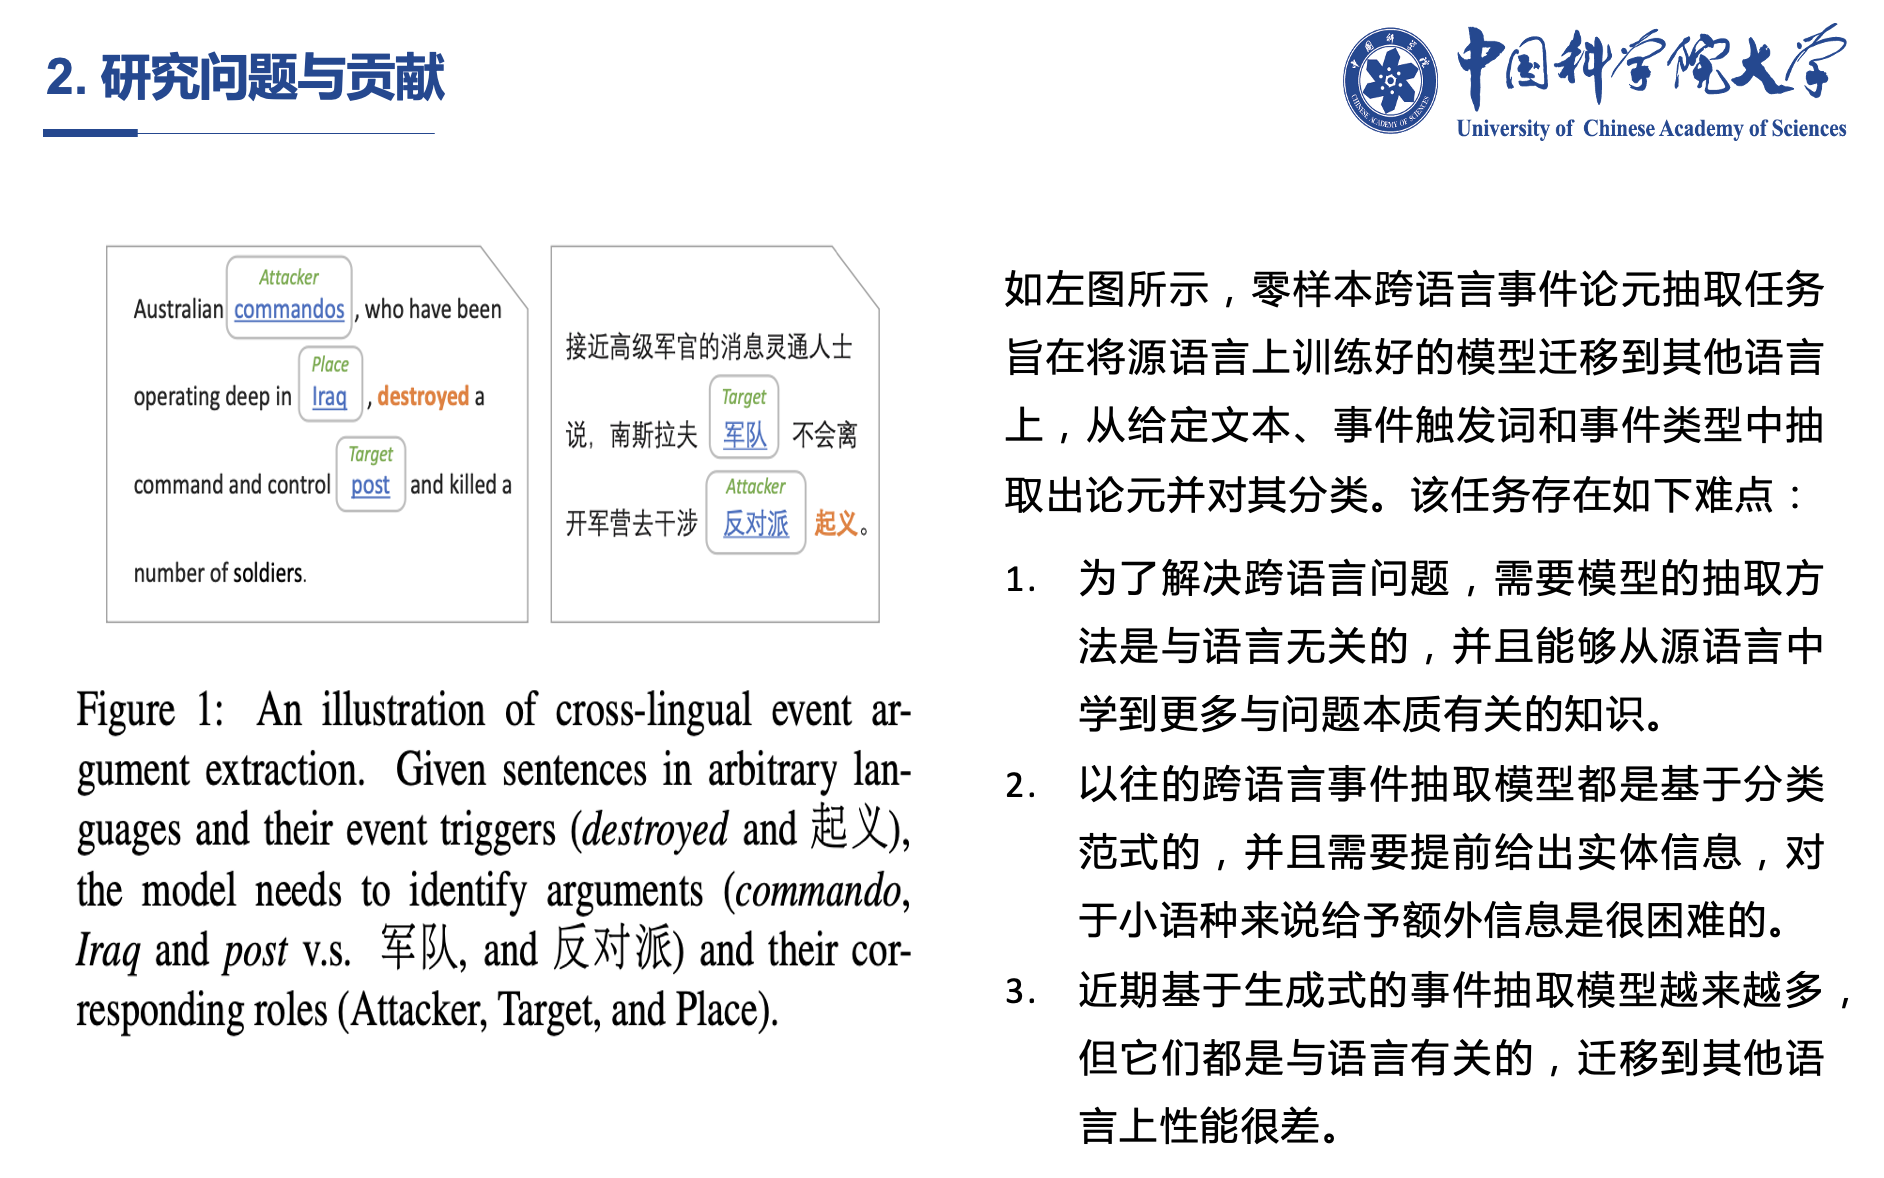 2. 研究问题与贡献
中国科学院大学
University of Chinese Academy of Sciences
中国科学院
CHINESE ACADEMY OF SCIENCES
Attacker
Australian commandos, who have been
Place
operating deep in Iraq, destroyed a
Target
command and control post and killed a
number of soldiers.
接近高级军官的消息灵通人士
Target
说，南斯拉夫 军队 不会离
Attacker
开军营去干涉 反对派 起义。
Figure 1: An illustration of cross-lingual event ar-
gument extraction. Given sentences in arbitrary lan-
guages and their event triggers (destroyed and 起义),
the model needs to identify arguments (commando,
Iraq and post v.s. 军队, and 反对派) and their cor-
responding roles (Attacker, Target, and Place).
如左图所示，零样本跨语言事件论元抽取任务
旨在将源语言上训练好的模型迁移到其他语言
上，从给定文本、事件触发词和事件类型中抽
取出论元并对其分类。该任务存在如下难点：
1. 为了解决跨语言问题，需要模型的抽取方
法是与语言无关的，并且能够从源语言中
学到更多与问题本质有关的知识。
2. 以往的跨语言事件抽取模型都是基于分类
范式的，并且需要提前给出实体信息，对
于小语种来说给予额外信息是很困难的。
3. 近期基于生成式的事件抽取模型越来越多，
但它们都是与语言有关的，迁移到其他语
言上性能很差。